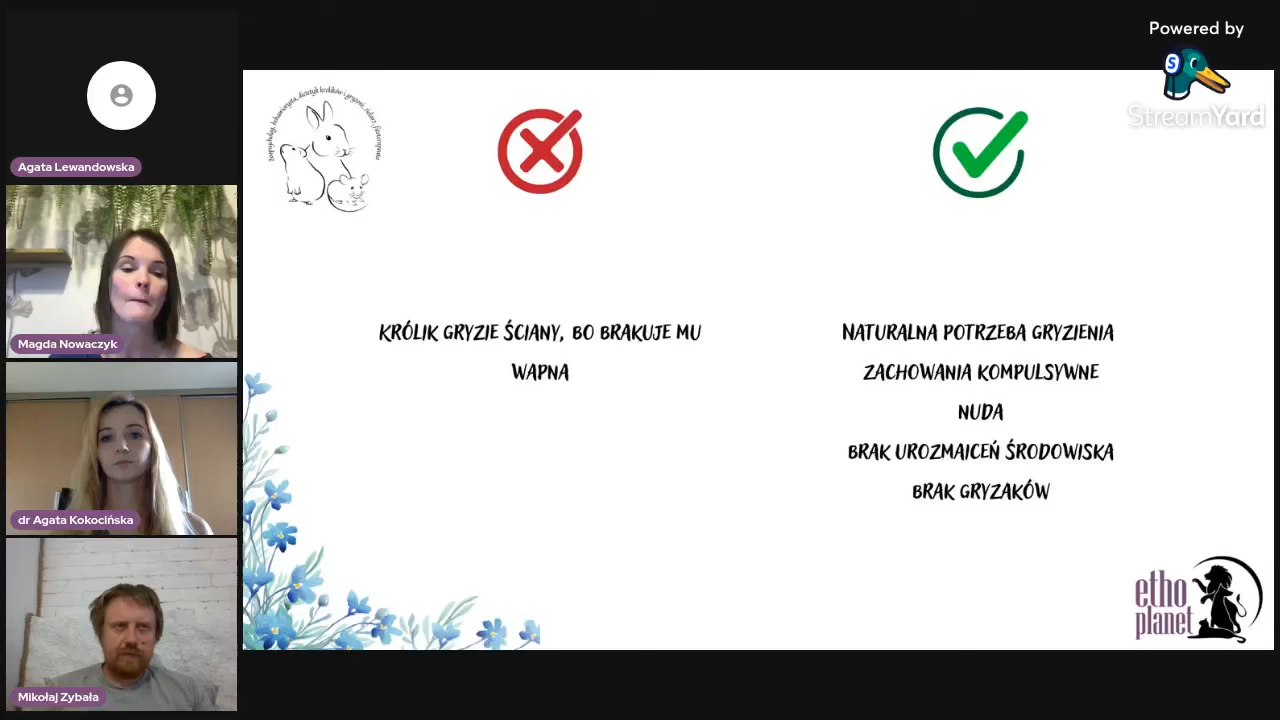 Powered by
StreamYard
Agata Lewandowska
Magda Nowaczyk
dr Agata Kokocińska
Mikołaj Zybała
KRÓLIK GRYZIE ŚCIANY, BO BRAKUJE MU
WAPNA
NATURALNA POTRZEBA GRYZIENIA
ZACHOWANIA KOMPULSYWNE
NUDA
BRAK UROZMAICEŃ ŚRODOWISKA
BRAK GRYZAKÓW
etho
planet